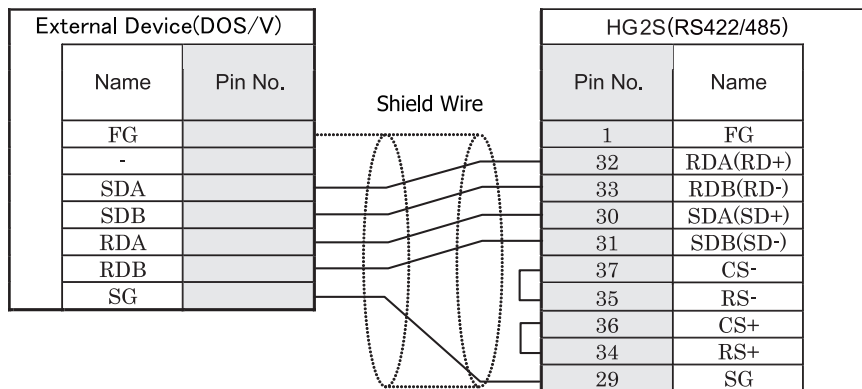 External Device(DOS/V)
Name Pin No.
FG
-
SDA
SDB
RDA
RDB
SG
Shield Wire
HG2S(RS422/485)
Pin No. Name
1 FG
32 RDA(RD+)
33 RDB(RD-)
30 SDA(SD+)
31 SDB(SD-)
37 CS-
35 RS-
36 CS+
34 RS+
29 SG